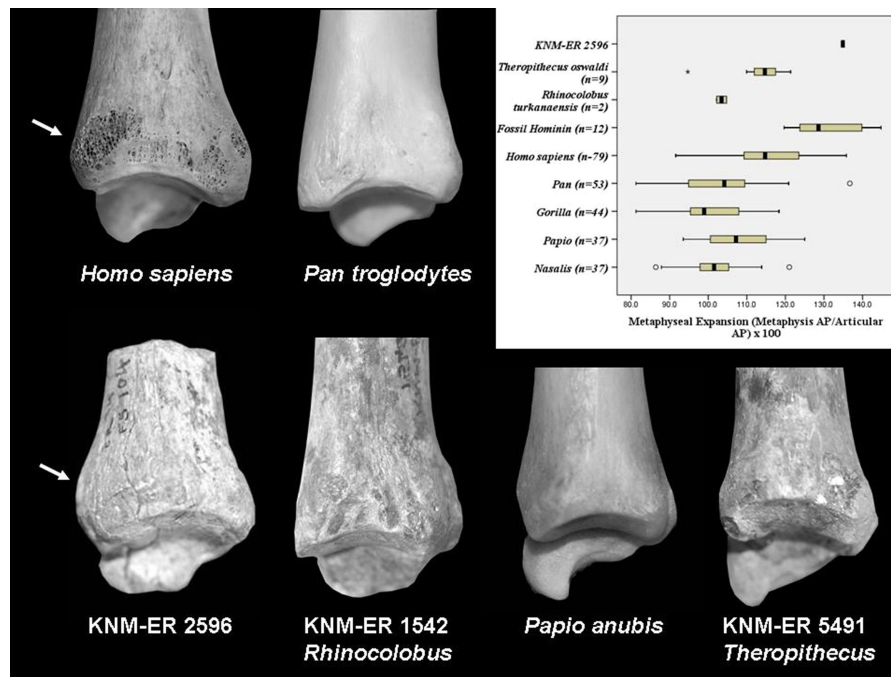 KNM-ER 2596
Theropithecus oswaldi
(n=9)
Rhinocolobus
turkanaensis (n=2)
Fossil Hominin (n=12)
Homo sapiens (n-79)
Pan (n=53)
Gorilla (n=44)
Papio (n=37)
Nasalis (n=37)
80.0 90.0 100.0 110.0 120.0 130.0 140.0
Metaphyseal Expansion (Metaphysis AP/Articular
AP) x 100
Homo sapiens
Pan troglodytes
KNM-ER 2596
KNM-ER 1542
Rhinocolobus
Papio anubis
KNM-ER 5491
Theropithecus